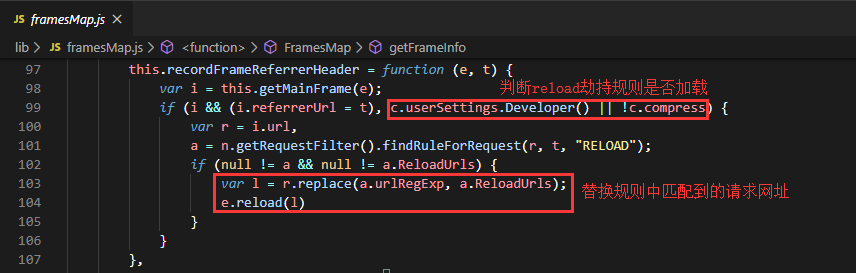 JS framesMap.js ×
lib > JS framesMap.js > <function> > FramesMap > getFrameInfo
97 this.recordFrameReferrerHeader = function (e, t) {
判断reload劫持规则是否加载
98 var i = this.getMainFrame(e);
99 if (i && (i.referrerUrl = t), c.userSettings.Developer() || !c.compress) {
100 var r = i.url,
101 a = n.getRequestFilter().findRuleForRequest(r, t, "RELOAD");
102 if (null != a && null != a.ReloadUrls) {
103 var l = r.replace(a.urlRegExp, a.ReloadUrls);
替换规则中匹配到的请求网址
104 e.reload(l)
105 }
106 }
107 },